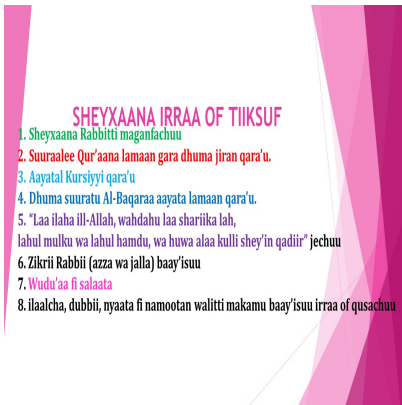 SHEYXAANA IRRAA OF TIIKSUF
1. Sheyxaana Rabbitti maganfachuu
2. Suuraalee Qur’aana lamaan gara dhuma jiran qara’u.
3. Aayatal Kursiyyi qara’u
4. Dhuma suuratu Al-Baqaraa aayata lamaan qara’u.
5. “Laa ilaha ill-Allah, wahdahu laa shariika lah,
lahul mulku wa lahul hamdu, wa huwa alaa kulli shey’in qadiir” jechuu
6. Zikrii Rabbii (azza wa jalla) baay’isuu
7. Wudu’aa fi salaata
8. ilaalcha, dubbii, nyaata fi namootan walitti makamu baay’isuu irraa of qusachuu